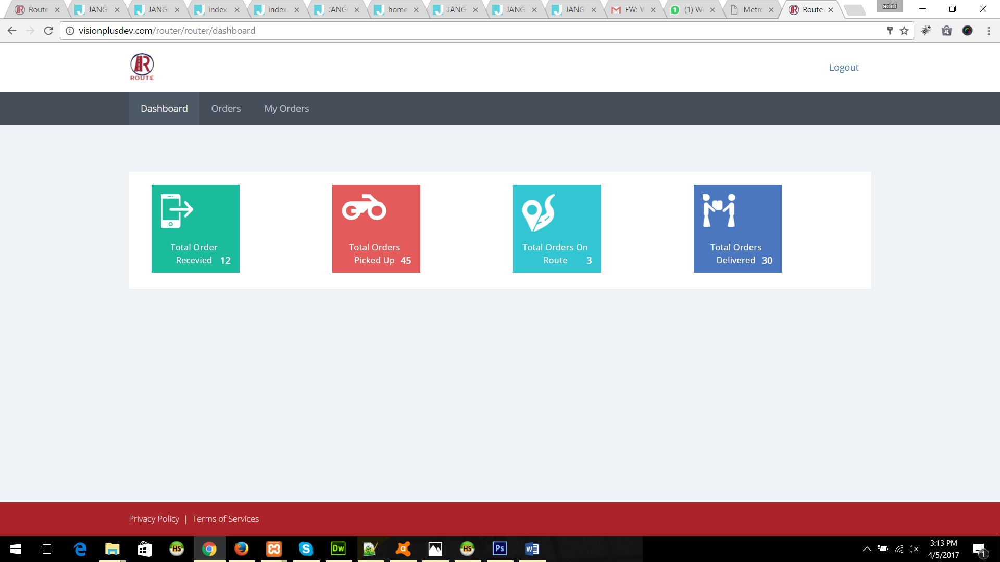 addi
Route
JANG
JANG
index.
index.
JANG
home
JANG
JANG
JANG
FW: W
(1) W
Metro
Route
visionplusdev.com/router/router/dashboard
ROUTE
Logout
Dashboard
Orders
My Orders
Total Order
Recevied 12
Total Orders
Picked Up 45
Total Orders On
Route 3
Total Orders
Delivered 30
Privacy Policy | Terms of Services
3:13 PM
4/5/2017
1